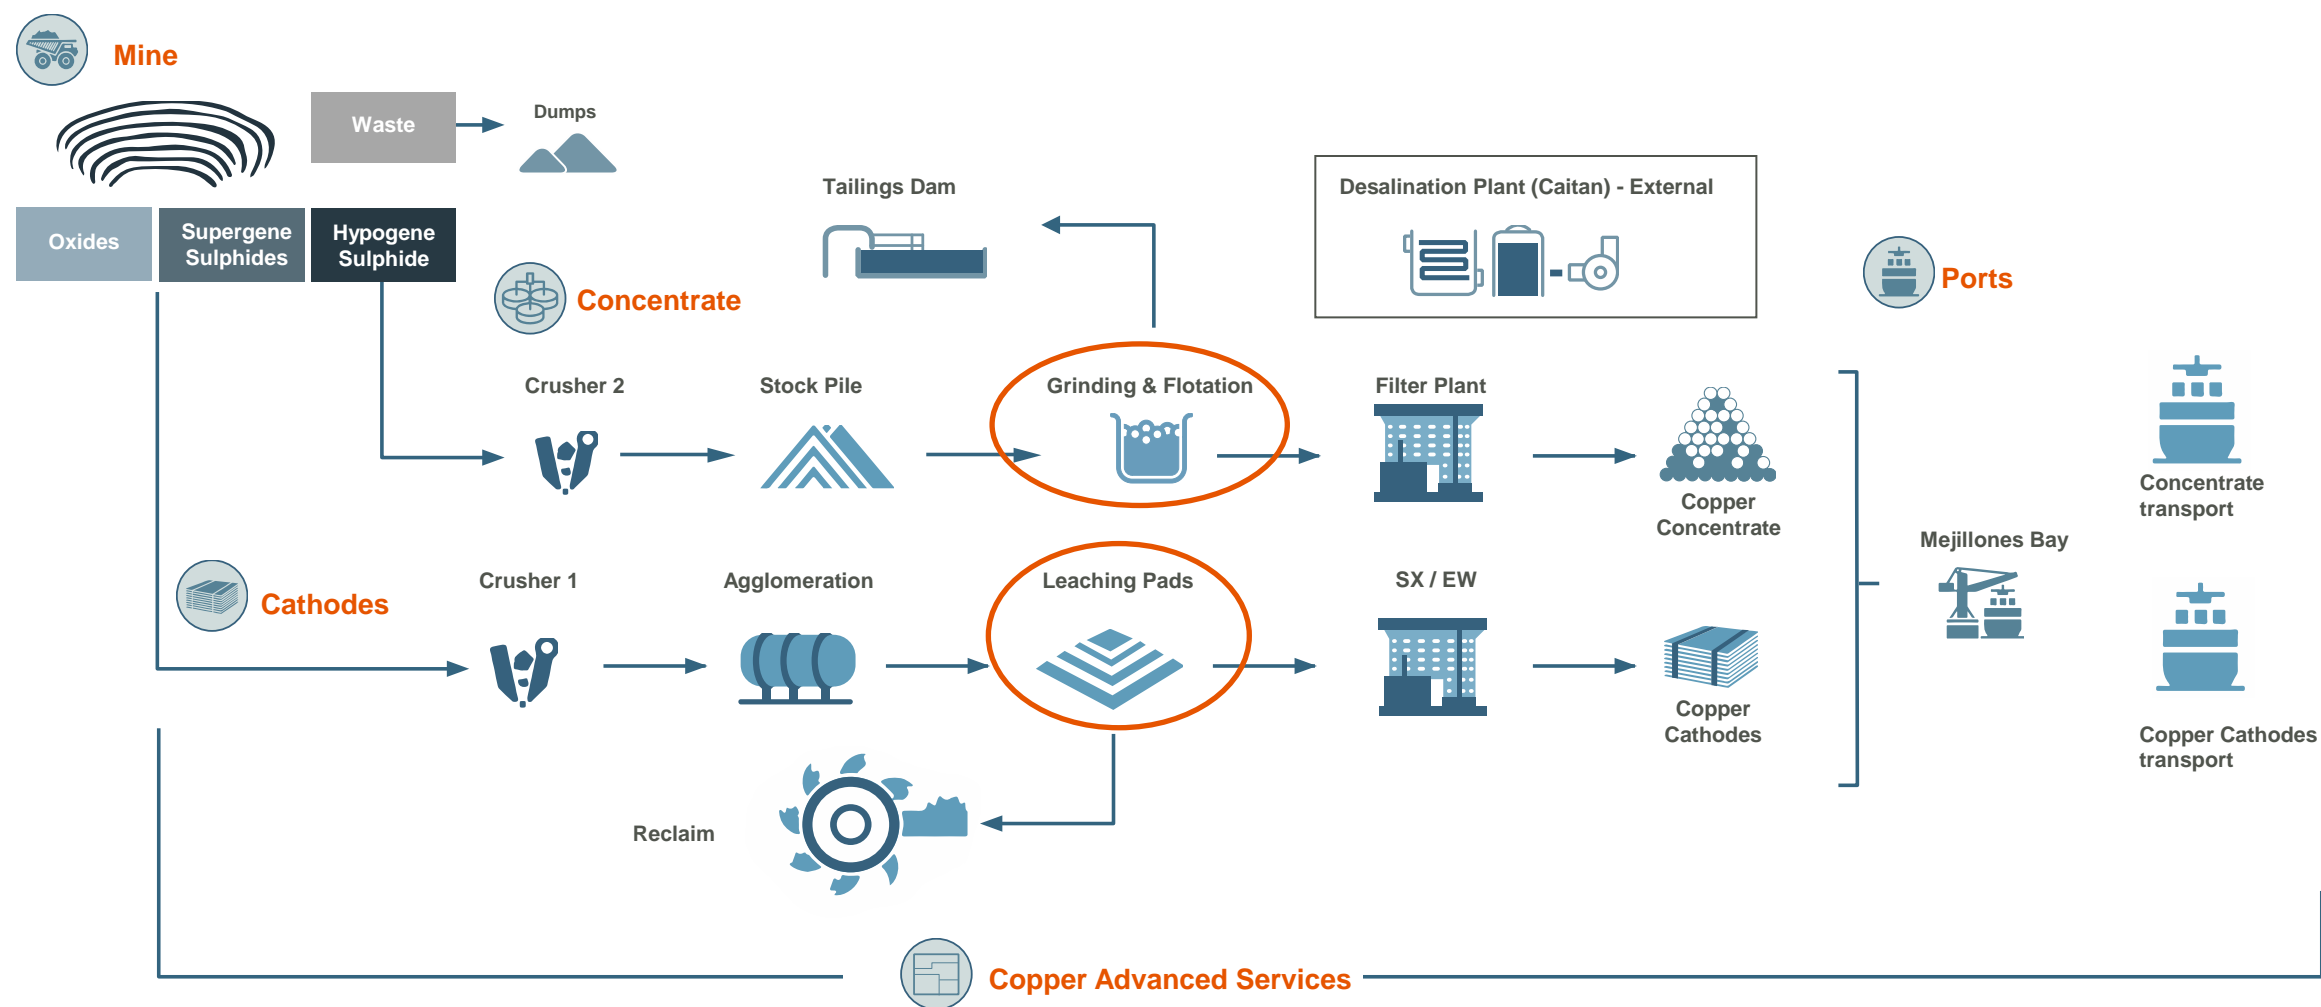 Mine
Waste
Dumps
Oxides
Supergene
Sulphides
Hypogene
Sulphide
Tailings Dam
Desalination Plant (Caitan) - External
Concentrate
Ports
Crusher 2
Stock Pile
Grinding & Flotation
Filter Plant
Copper
Concentrate
Concentrate
transport
Mejillones Bay
Cathodes
Crusher 1
Agglomeration
Leaching Pads
SX / EW
Copper
Cathodes
Copper Cathodes
transport
Reclaim
Copper Advanced Services